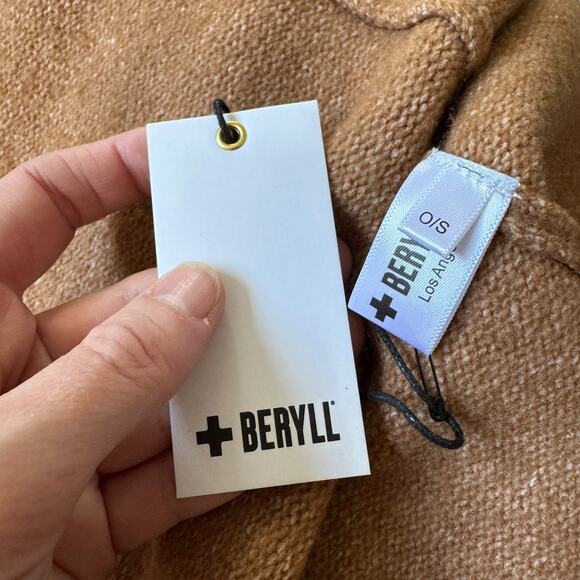 ✚ BERYLL®
O/S
✚ BERY
Los Ang